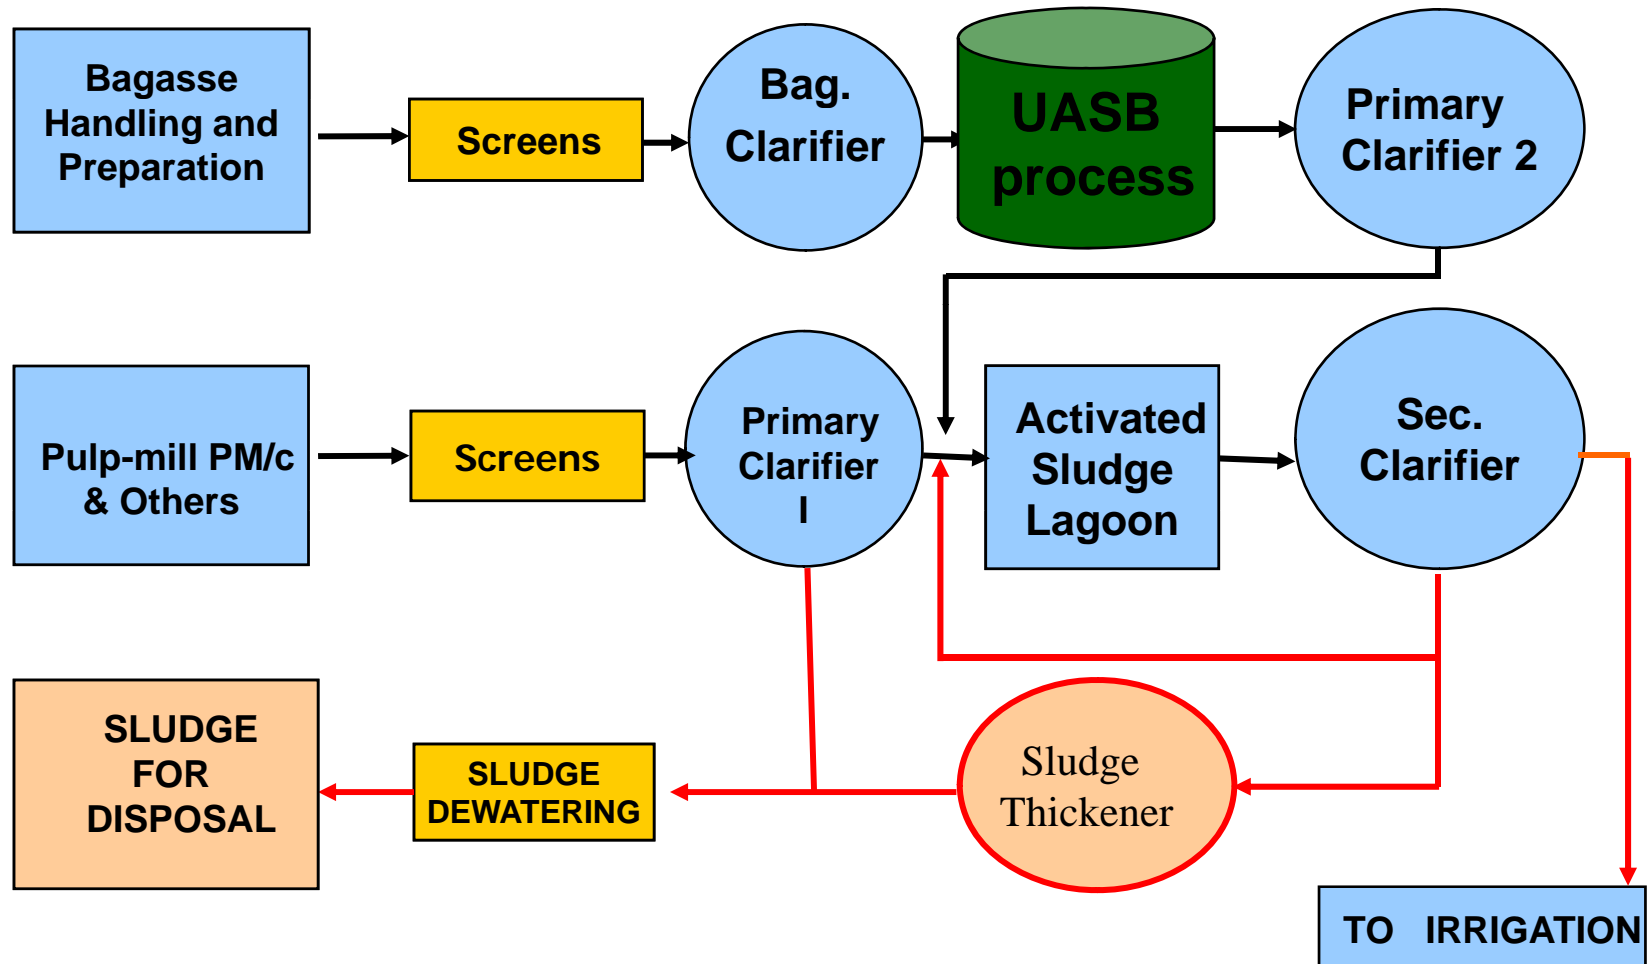 Bagasse
Handling and
Preparation
Screens
Bag.
Clarifier
UASB
process
Primary
Clarifier 2
Pulp-mill PM/c
& Others
Screens
Primary
Clarifier
I
Activated
Sludge
Lagoon
Sec.
Clarifier
SLUDGE
FOR
DISPOSAL
SLUDGE
DEWATERING
Sludge
Thickener
TO IRRIGATION